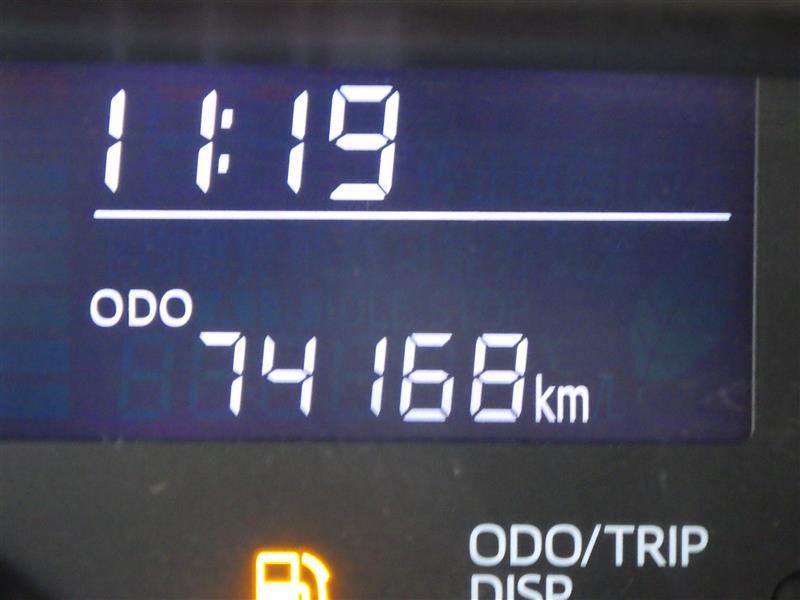 11:19
ODO
74168km
ODO/TRIP
DISP